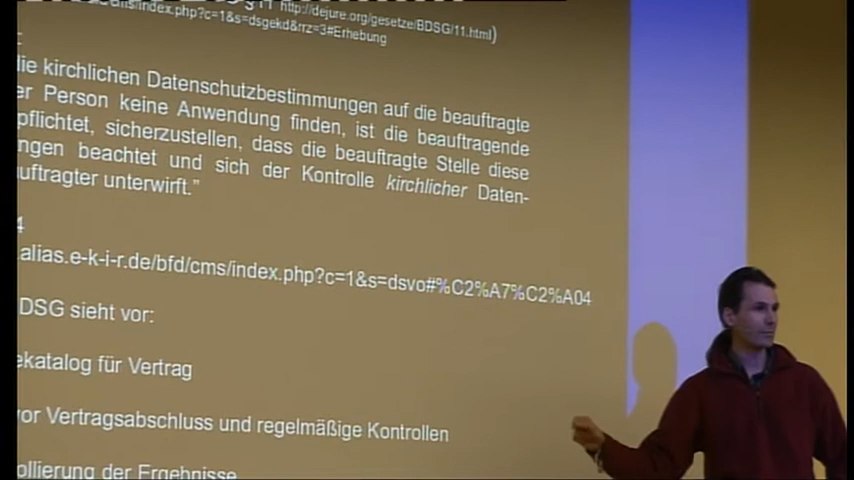 index.php?c=1&s=dsgekd&rrz=3#Erhebung
http://dejure.org/gesetze/BDSG/11.html)
die kirchlichen Datenschutzbestimmungen auf die beauftragte
er Person keine Anwendung finden, ist die beauftragende
pflichtet, sicherzustellen, dass die beauftragte Stelle diese
ngen beachtet und sich der Kontrolle kirchlicher Daten-
uftragter unterwirft."
4
alias.e-k-i-r.de/bfd/cms/index.php?c=1&s=dsvo#%C2%A7%C2%A04
DSG sieht vor:
ekatalog für Vertrag
vor Vertragsabschluss und regelmäßige Kontrollen
ollierung der Ergebnisse